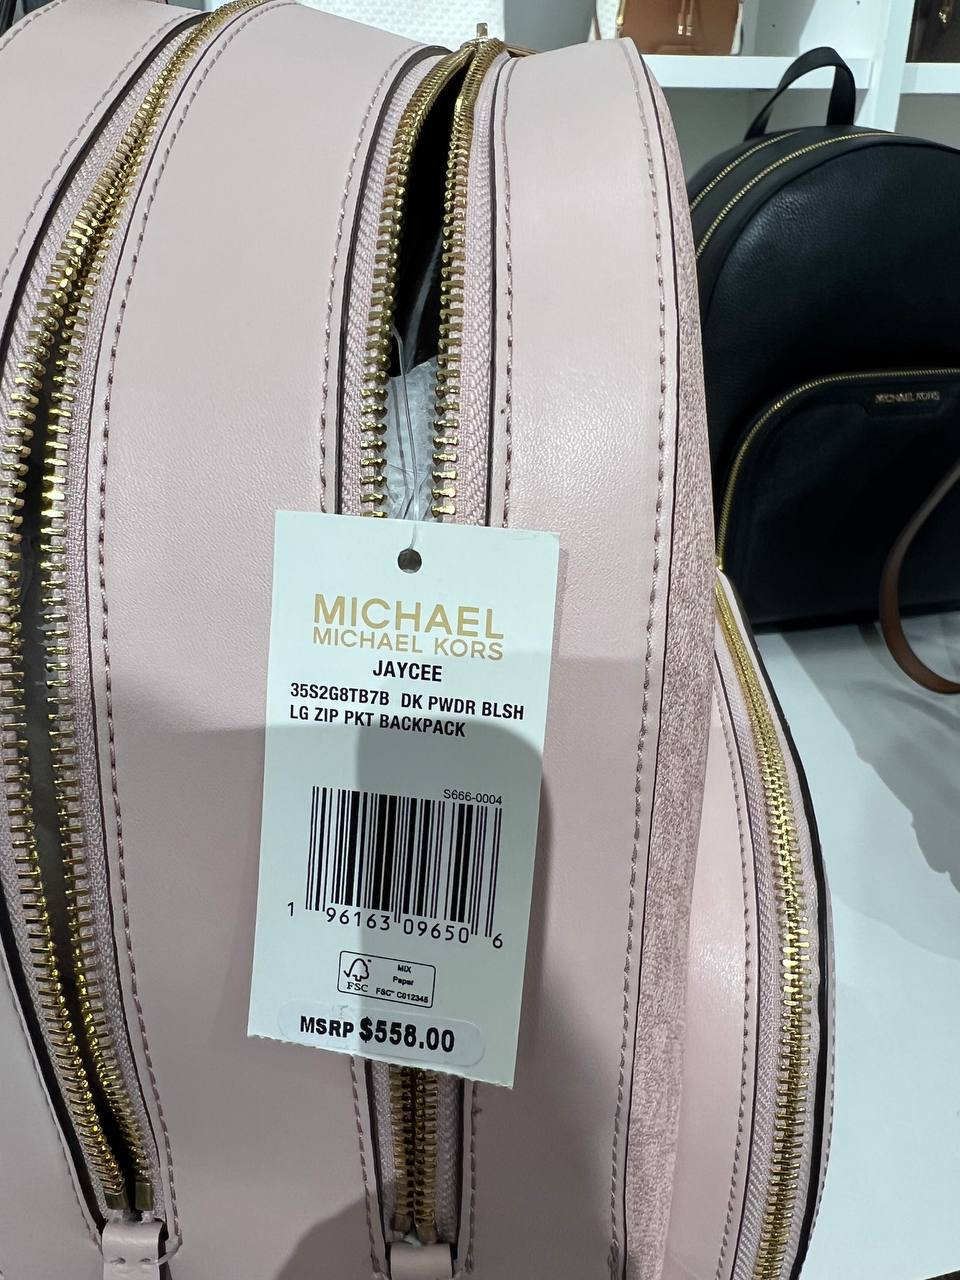 MICHAEL KORS
MICHAEL
MICHAEL KORS
JAYCEE
35S2G8TB7B DK PWDR BLSH
LG ZIP PKT BACKPACK
S666-0004
1 96163 09650 6
FSC
MIX
Paper
FSC™ C012345
MSRP $558.00